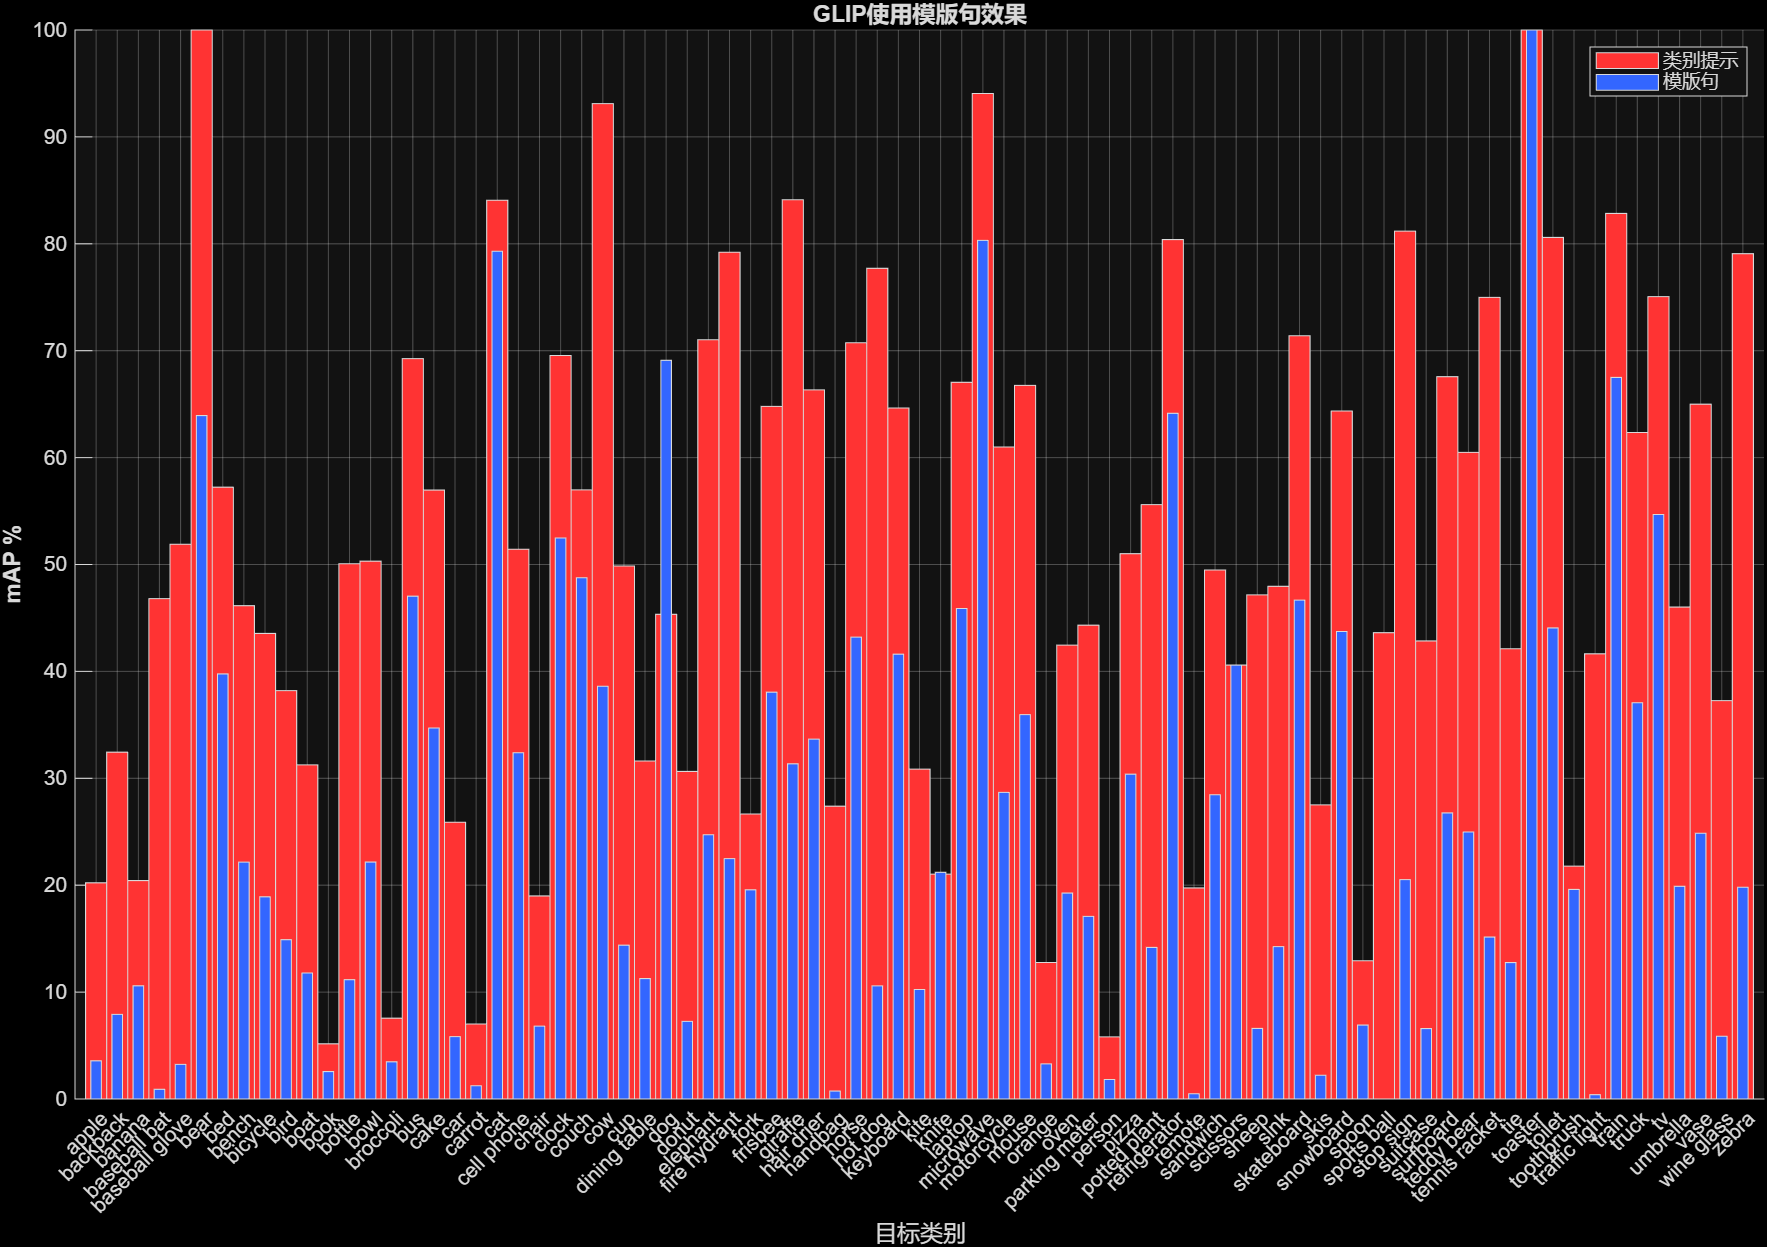 GLIP使用模版句效果
类别提示
模版句
mAP %
100
90
80
70
60
50
40
30
20
10
0
apple
backpack
banana
baseball bat
baseball glove
bear
bed
bench
bicycle
bird
boat
book
bottle
bowl
broccoli
bus
cake
car
carrot
cat
cell phone
chair
clock
couch
cow
cup
dining table
dog
donut
elephant
fire hydrant
fork
frisbee
giraffe
hair drier
handbag
horse
hot dog
keyboard
kite
knife
laptop
microwave
motorcycle
mouse
orange
oven
parking meter
person
pizza
potted plant
refrigerator
remote
sandwich
scissors
sheep
sink
skateboard
skis
snowboard
spoon
sports ball
stop sign
suitcase
surfboard
teddy bear
tennis racket
tie
toaster
toilet
toothbrush
traffic light
train
truck
tv
umbrella
vase
wine glass
zebra
目标类别